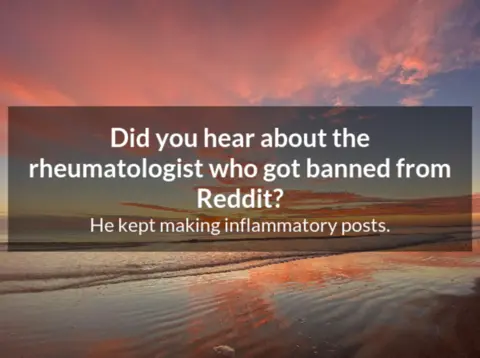 Did you hear about the
rheumatologist who got banned from
Reddit?
He kept making inflammatory posts.